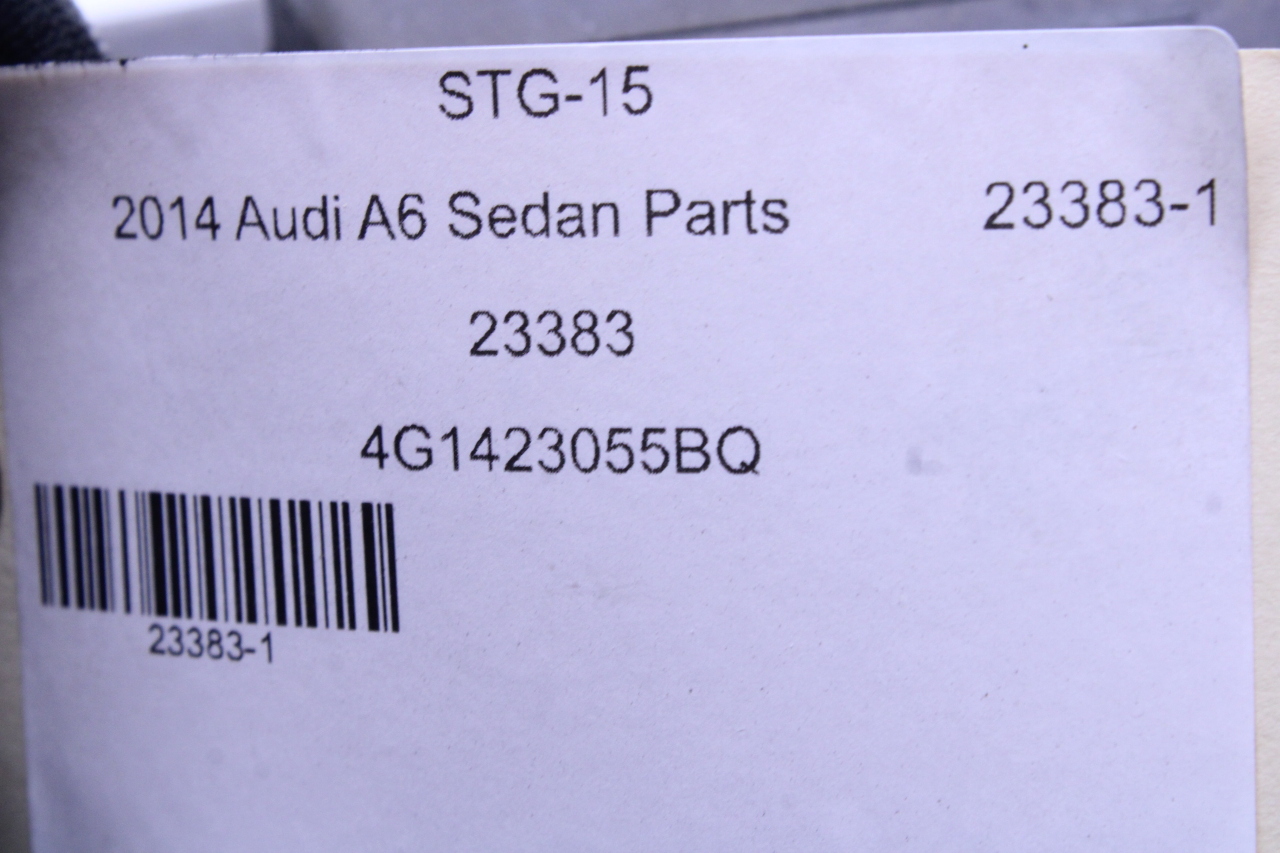 STG-15
2014 Audi A6 Sedan Parts 23383-1
23383
4G1423055BQ
23383-1